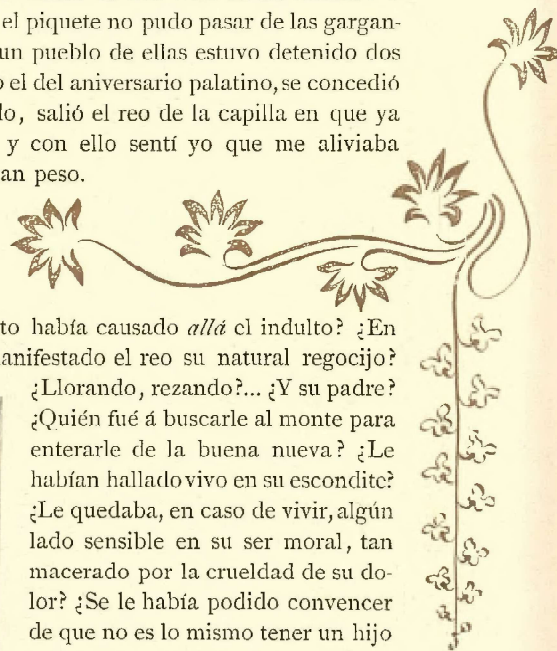 el piquete no pudo pasar de las gargan-
un pueblo de ellas estuvo detenido dos
o el del aniversario palatino, se concedió
lo, salió el reo de la capilla en que ya
y con ello sentí yo que me aliviaba
an peso.
to había causado allá el indulto? ¿En
anifestado el reo su natural regocijo?
¿Llorando, rezando?... ¿Y su padre?
¿Quién fué á buscarle al monte para
enterarle de la buena nueva? ¿Le
habían hallado vivo en su escondite?
¿Le quedaba, en caso de vivir, algún
lado sensible en su ser moral, tan
macerado por la crueldad de su do-
lor? ¿Se le había podido convencer
de que no es lo mismo tener un hijo